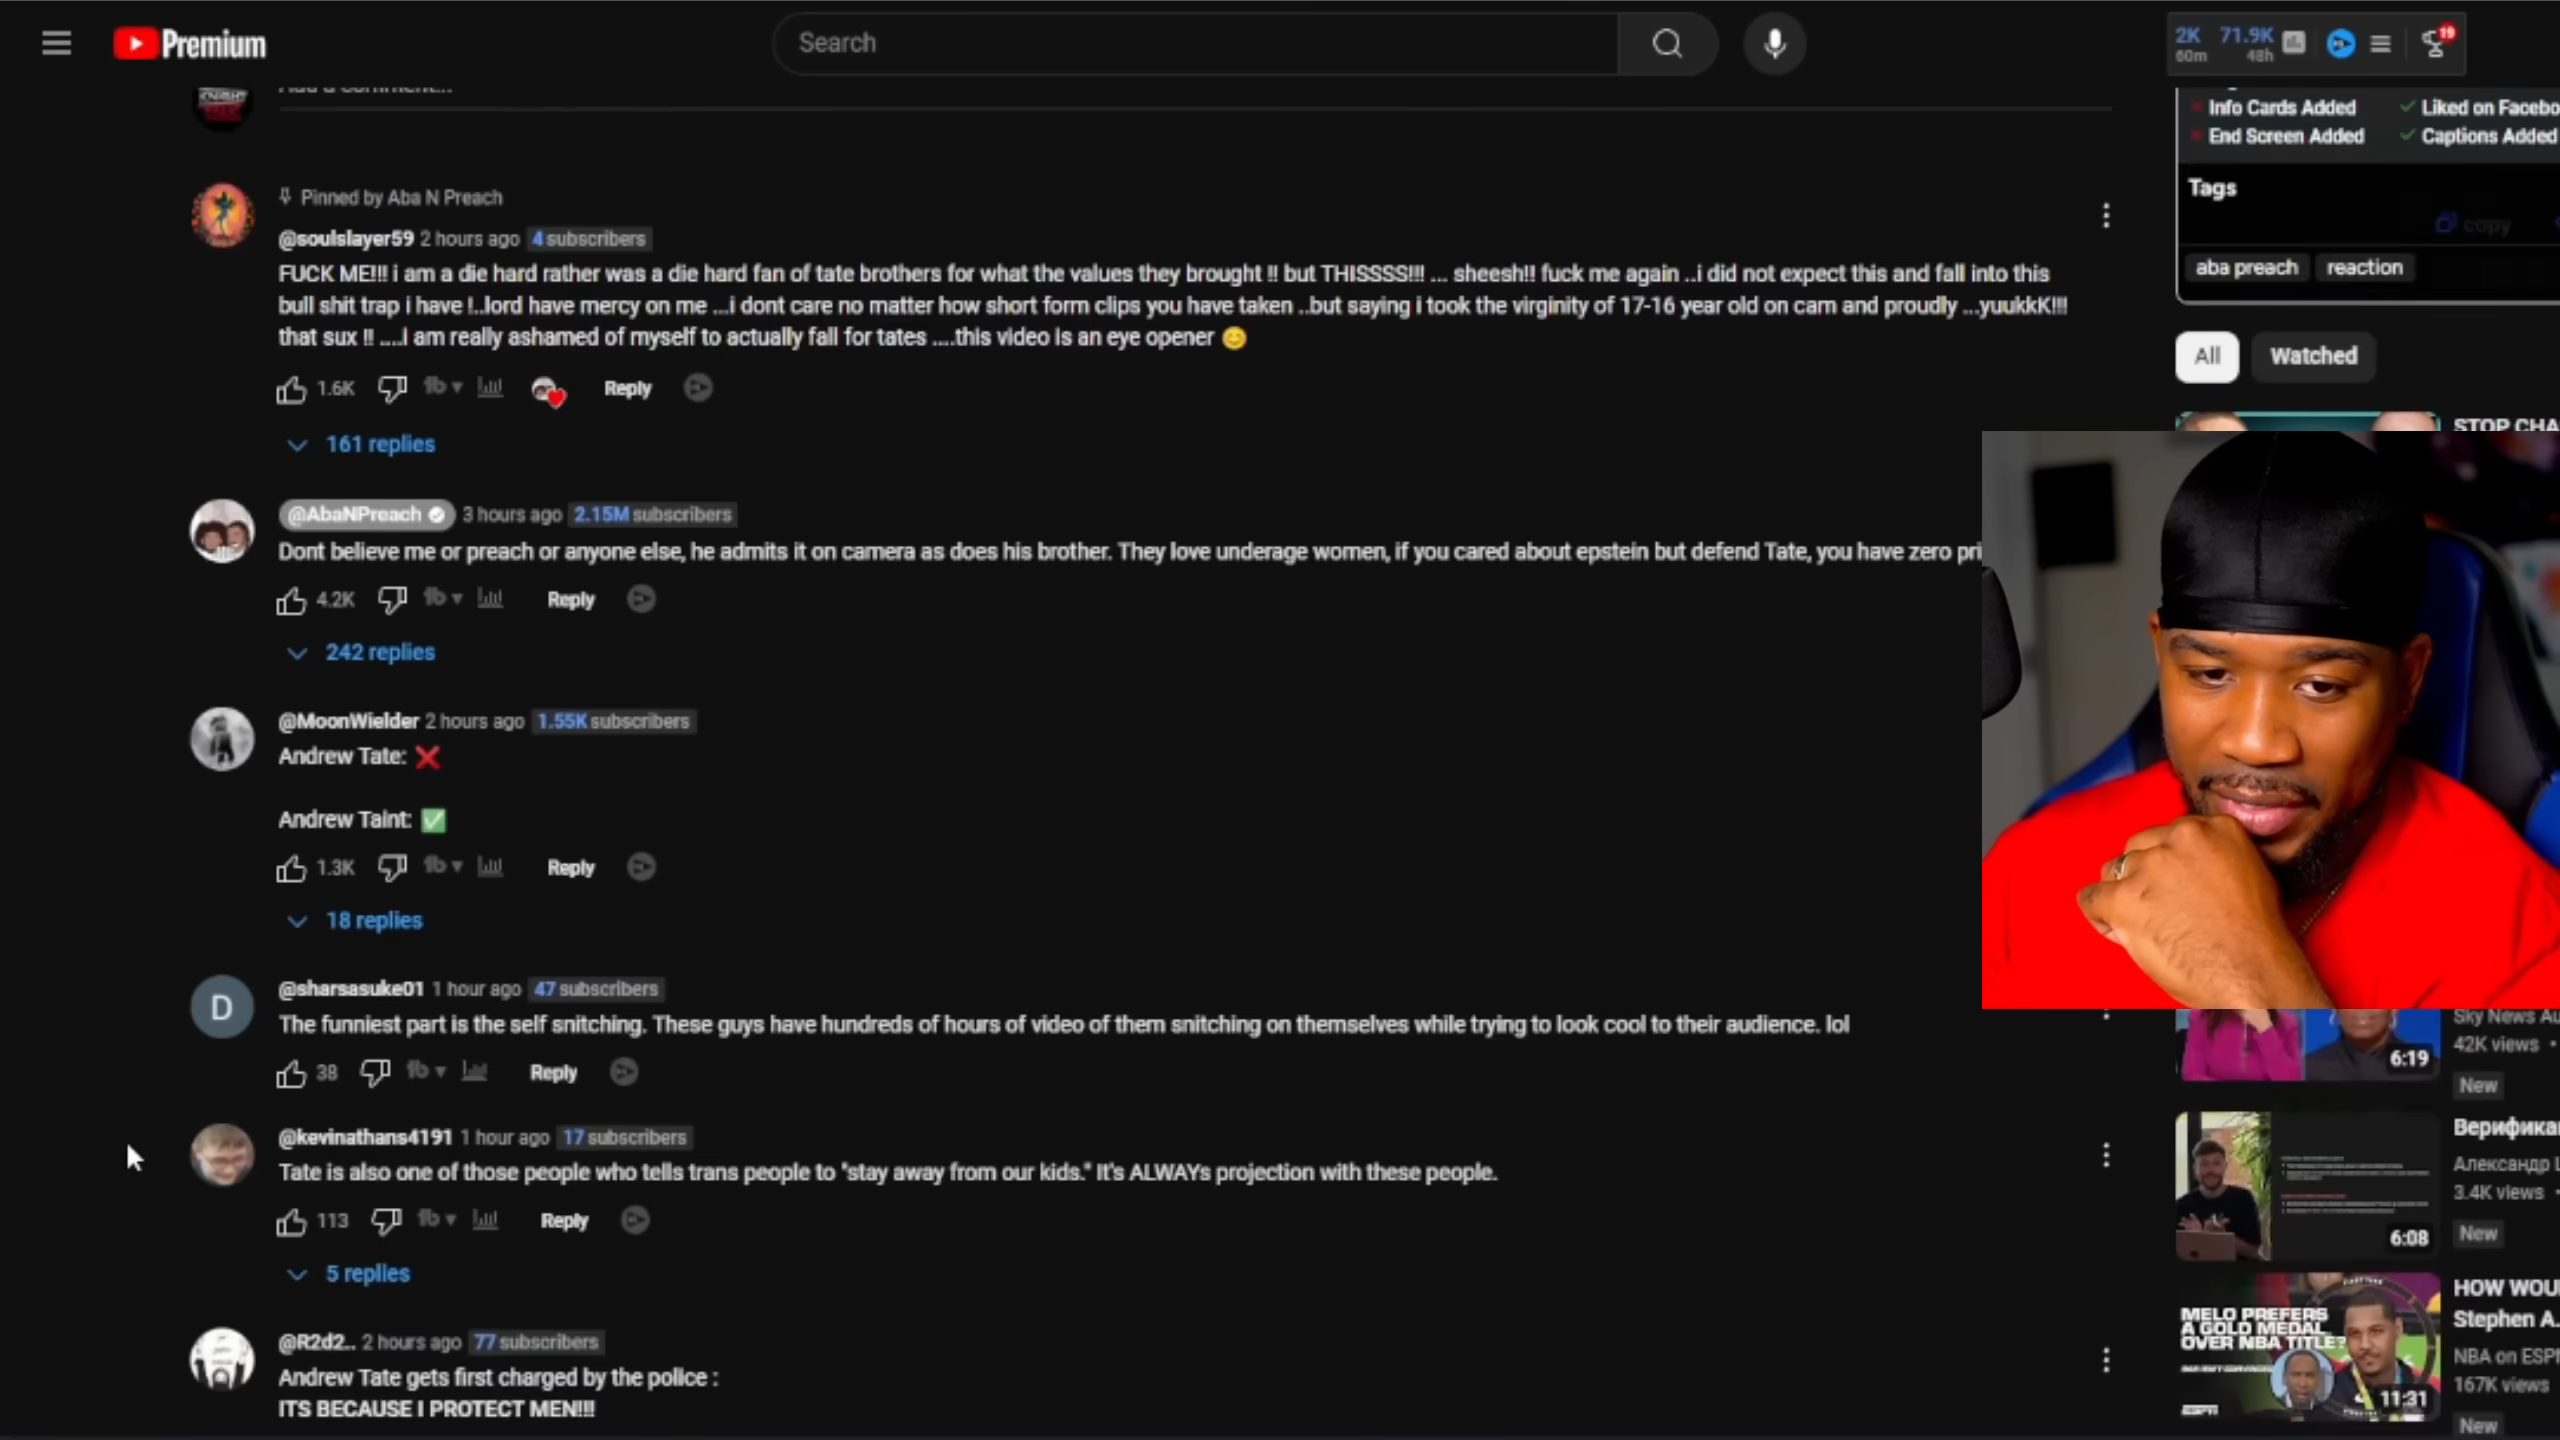 Premium
Search
2K 71.9K
60m 48h
19
Info Cards Added
Liked on Facebo
End Screen Added
Captions Added
Tags
copy
aba preach
reaction
All
Watched
Pinned by Aba N Preach
@soulslayer59 2 hours ago 4 subscribers
FUCK ME!!! i am a die hard rather was a die hard fan of tate brothers for what the values they brought !! but THISSSS!!! ... sheesh!! fuck me again ..i did not expect this and fall into this
bull shit trap i have !..lord have mercy on me ...i dont care no matter how short form clips you have taken ..but saying i took the virginity of 17-16 year old on cam and proudly ...yuukkK!!!
that sux !! ....i am really ashamed of myself to actually fall for tates ....this video is an eye opener 😊
1.6K
Reply
161 replies
@AbaNPreach 3 hours ago 2.15M subscribers
Dont believe me or preach or anyone else, he admits it on camera as does his brother. They love underage women, if you cared about epstein but defend Tate, you have zero pri
4.2K
Reply
242 replies
@MoonWielder 2 hours ago 1.55K subscribers
Andrew Tate: ❌
Andrew Taint: ✅
1.3K
Reply
18 replies
@sharsasuke01 1 hour ago 47 subscribers
D
The funniest part is the self snitching. These guys have hundreds of hours of video of them snitching on themselves while trying to look cool to their audience. lol
38
Reply
@kevinathans4191 1 hour ago 17 subscribers
Tate is also one of those people who tells trans people to "stay away from our kids." It's ALWAYs projection with these people.
113
Reply
5 replies
@R2d2.. 2 hours ago 77 subscribers
Andrew Tate gets first charged by the police :
ITS BECAUSE I PROTECT MEN!!!
STOP CHA
Sky News Au
42K views
6:19
New
Верифика
Александр
3.4K views
6:08
New
HOW WOU
Stephen A.
NBA on ESPN
167K views
New
MELO PREFERS
A GOLD MEDAL
OVER NBA TITLE?
ESPN
11:31